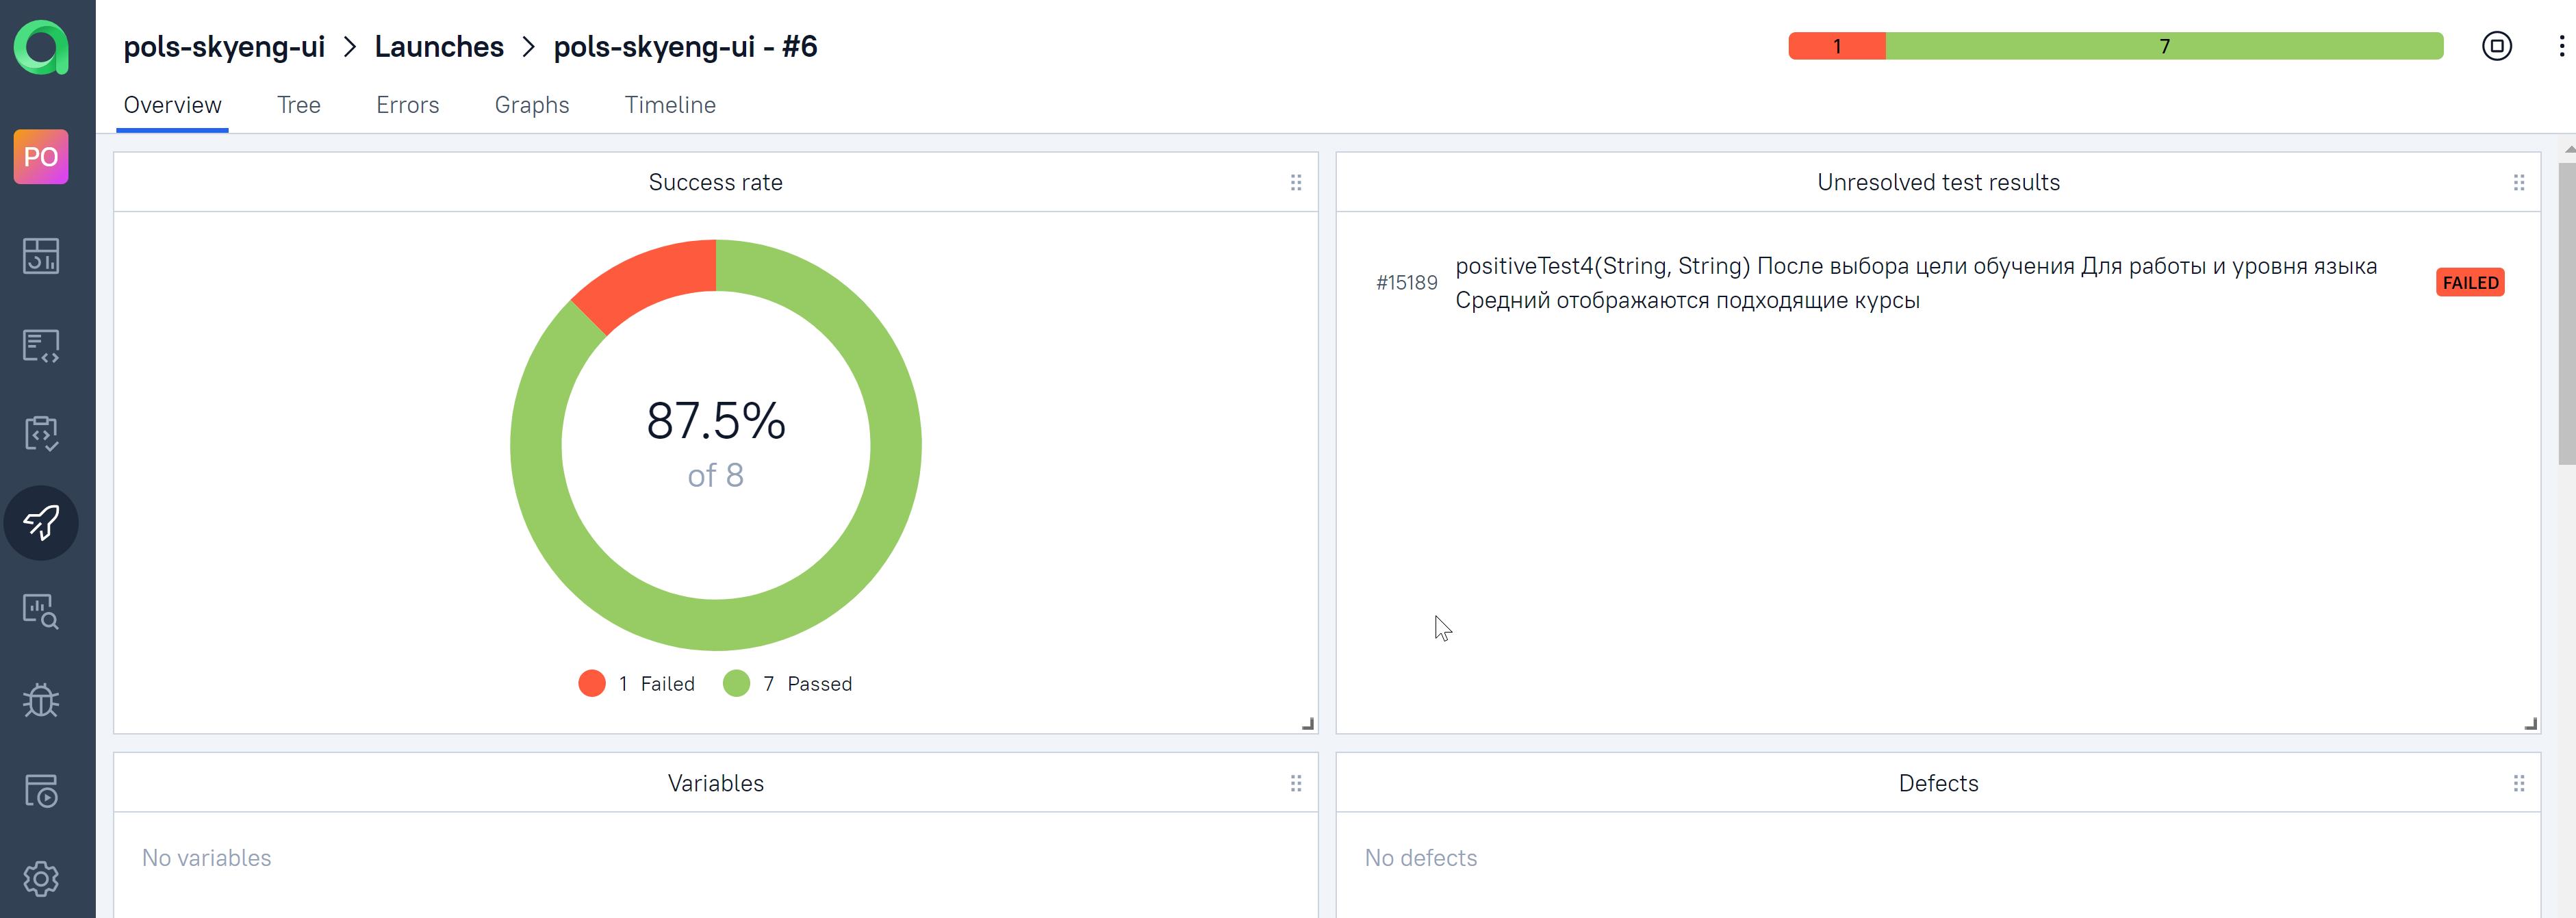 pols-skyeng-ui > Launches > pols-skyeng-ui - #6
1 7
Overview Tree Errors Graphs Timeline
PO
Success rate
87.5%
of 8
1 Failed 7 Passed
Unresolved test results
#15189
positiveTest4(String, String) После выбора цели обучения Для работы и уровня языка
Средний отображаются подходящие курсы
FAILED
Variables
No variables
Defects
No defects